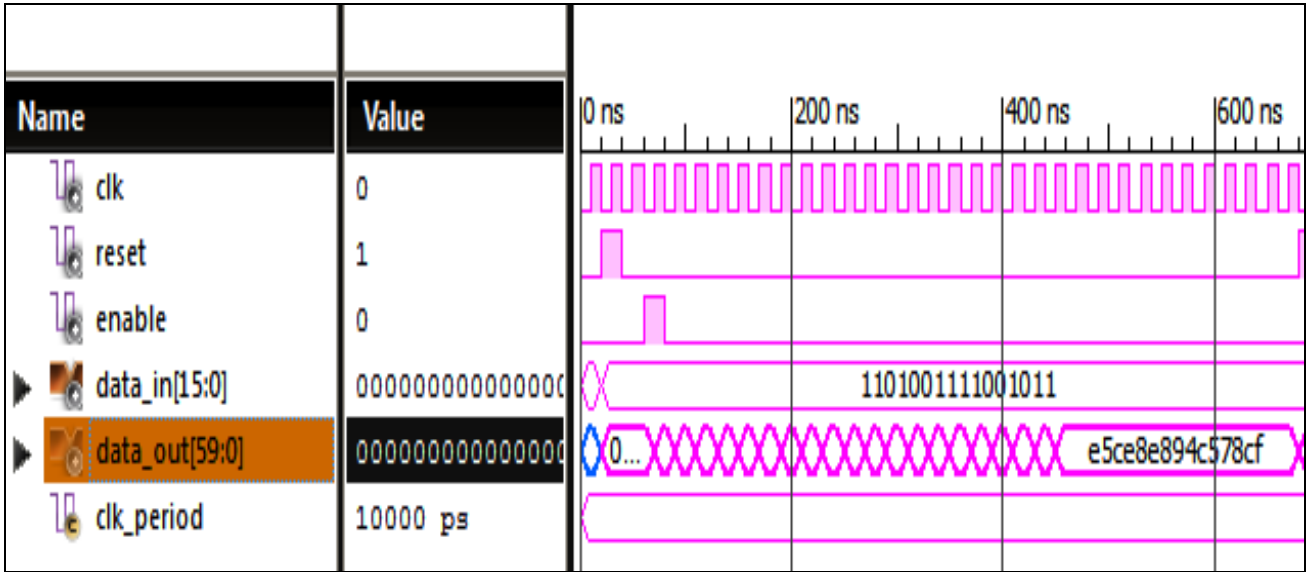 Name Value 0 ns 200 ns 400 ns 600 ns
clk 0
reset 1
enable 0
data_in[15:0] 000000000000000 1101001111001011
data_out[59:0] 000000000000000 0... e5ce8e894c578cf
clk_period 10000 ps